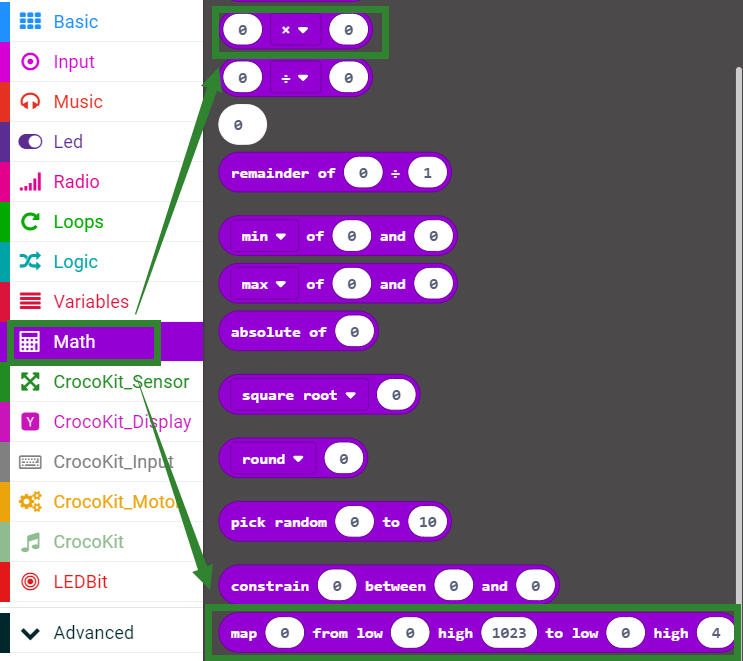 Basic
Input
Music
Led
Radio
Loops
Logic
Variables
Math
CrocoKit_Sensor
CrocoKit_Display
CrocoKit_Input
CrocoKit_Motor
CrocoKit
LEDBit
Advanced
0 × 0
0 ÷ 0
0
remainder of 0 ÷ 1
min of 0 and 0
max of 0 and 0
absolute of 0
square root 0
round 0
pick random 0 to 10
constrain 0 between 0 and 0
map 0 from low 0 high 1023 to low 0 high 4